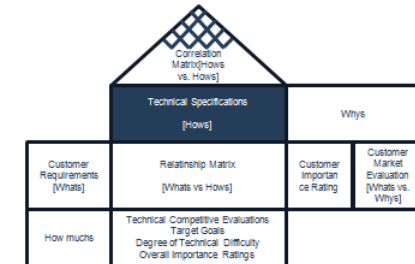 Correlation
Matrix[Hows
vs. Hows]
Technical Specifications
[Hows]
Whys
Customer
Requirements
[Whats]
Relatinship Matrix
[Whats vs Hows]
Customer
Importan
ce Rating
Customer
Market
Evaluation
[Whats vs.
Whys]
How muchs
Technical Competitive Evaluations
Target Goals
Degree of Technical Difficulty
Overall Importance Ratings